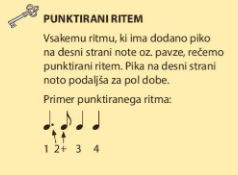 PUNKTIRANI RITEM
Vsakemu ritmu, ki ima dodano piko
na desni strani note oz. pavze, rečemo
punktirani ritem. Pika na desni strani
noto podaljša za pol dobe.
Primer punktiranega ritma:
1 2+ 3 4